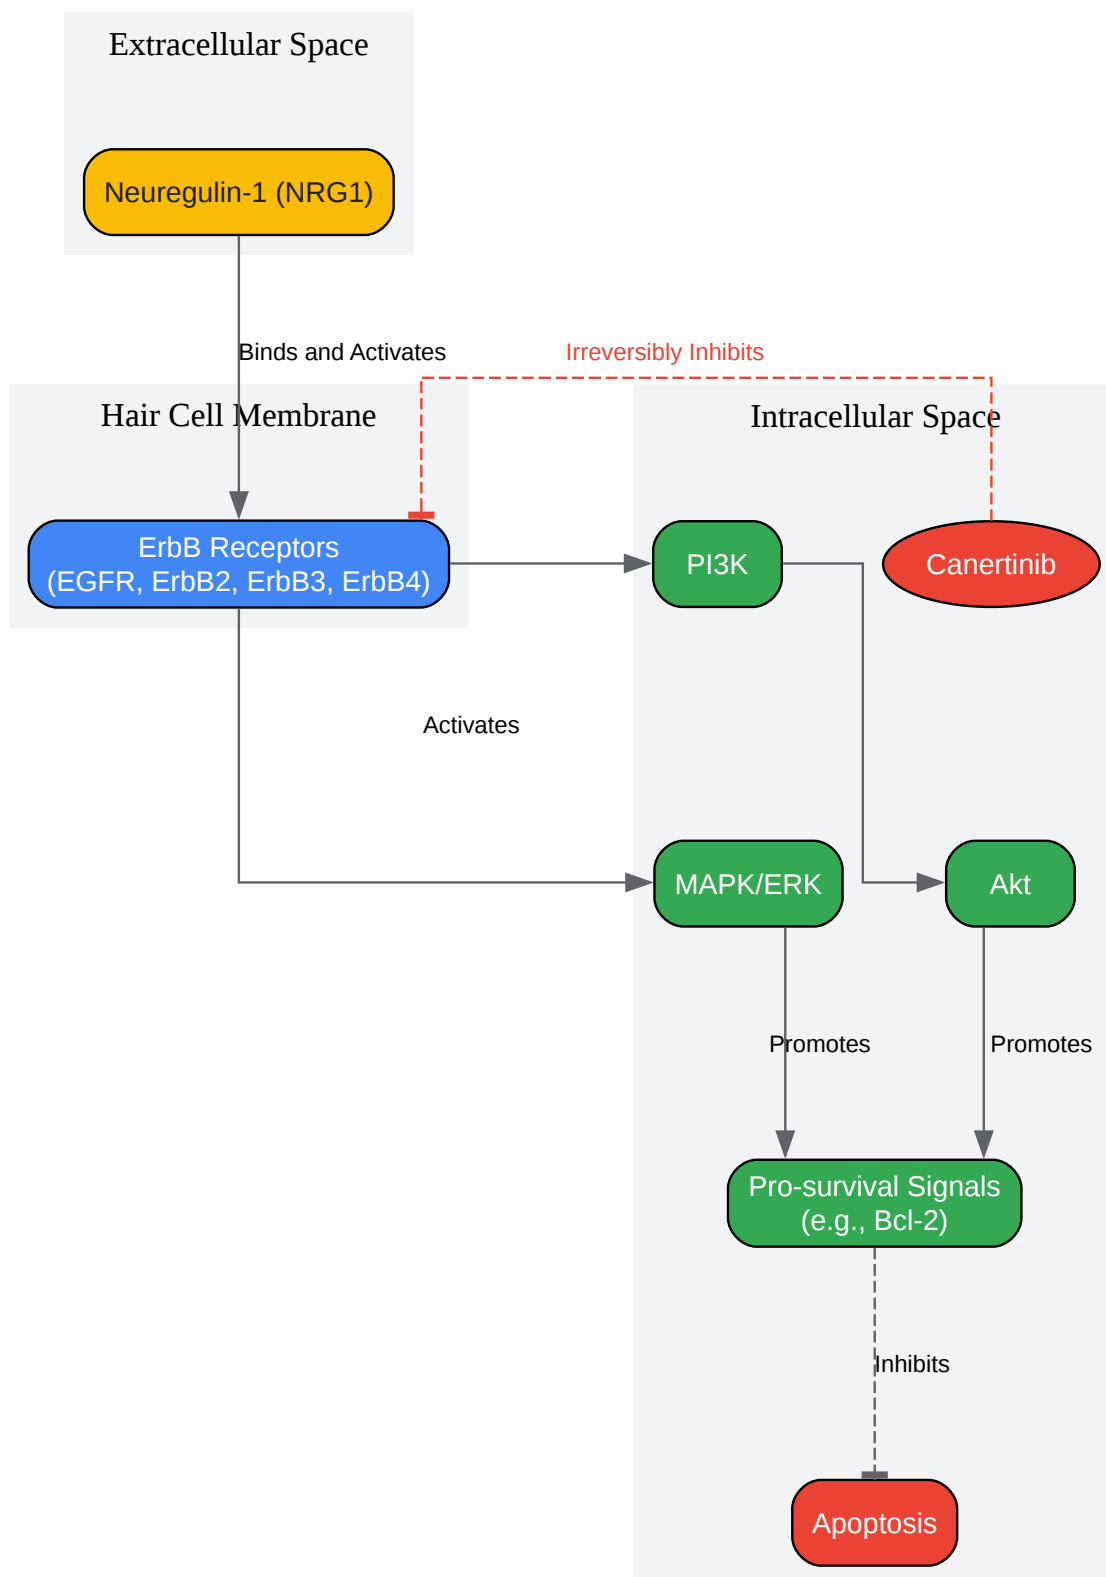 Extracellular Space
Neuregulin-1 (NRG1)
Binds and Activates
Irreversibly Inhibits
Hair Cell Membrane
Intracellular Space
ErbB Receptors
(EGFR, ErbB2, ErbB3, ErbB4)
PI3K
Canertinib
Activates
MAPK/ERK
Akt
Promotes
Promotes
Pro-survival Signals
(e.g., Bcl-2)
Inhibits
Apoptosis